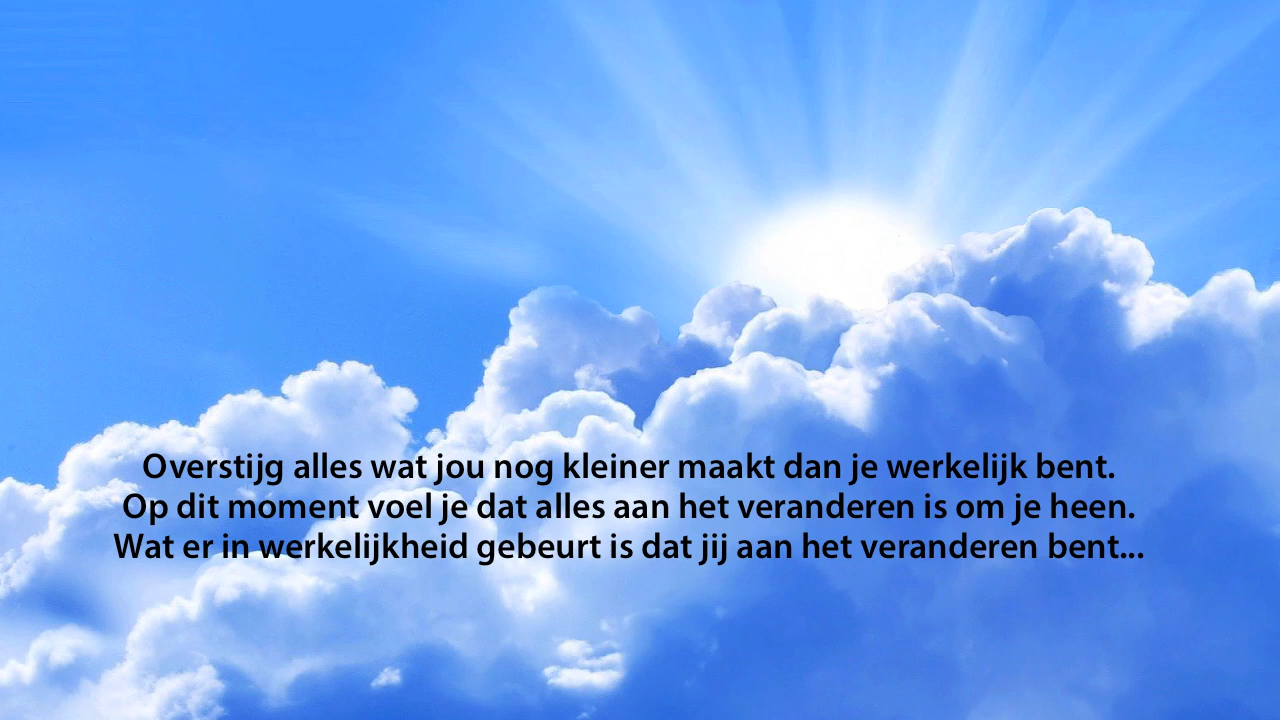 Overstijg alles wat jou nog kleiner maakt dan je werkelijk bent.
Op dit moment voel je dat alles aan het veranderen is om je heen.
Wat er in werkelijkheid gebeurt is dat jij aan het veranderen bent...